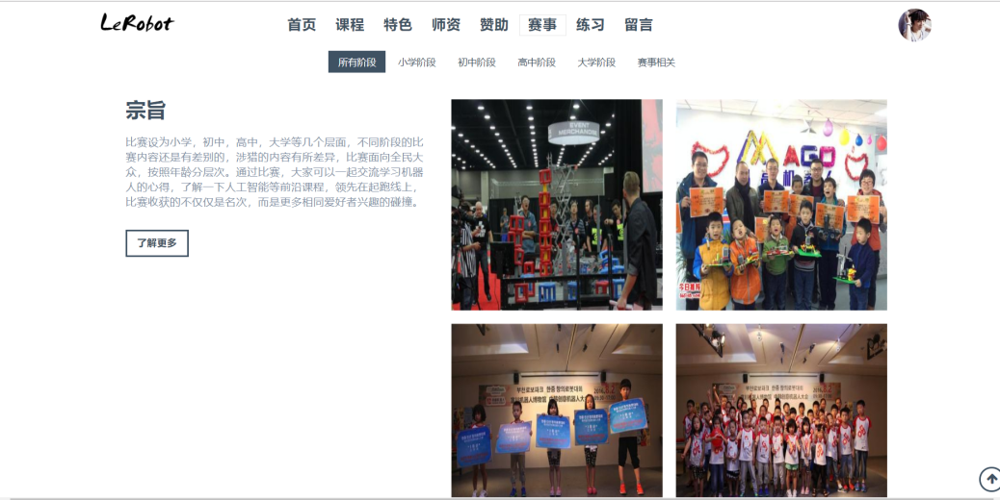 LeRobot
首页 课程 特色 师资 赞助 赛事 练习 留言
所有阶段 小学阶段 初中阶段 高中阶段 大学阶段 赛事相关
宗旨
比赛设为小学，初中，高中，大学等几个层面，不同阶段的比
赛内容还是有差别的，涉猎的内容有所差异，比赛面向全民大
众，按照年龄分层次。通过比赛，大家可以一起交流学习机器
人的心得，了解一下人工智能等前沿课程，领先在起跑线上，
比赛收获的不仅仅是名次，而是更多相同爱好者兴趣的碰撞。
了解更多
EVENT
MERCHANDISE
MAGO